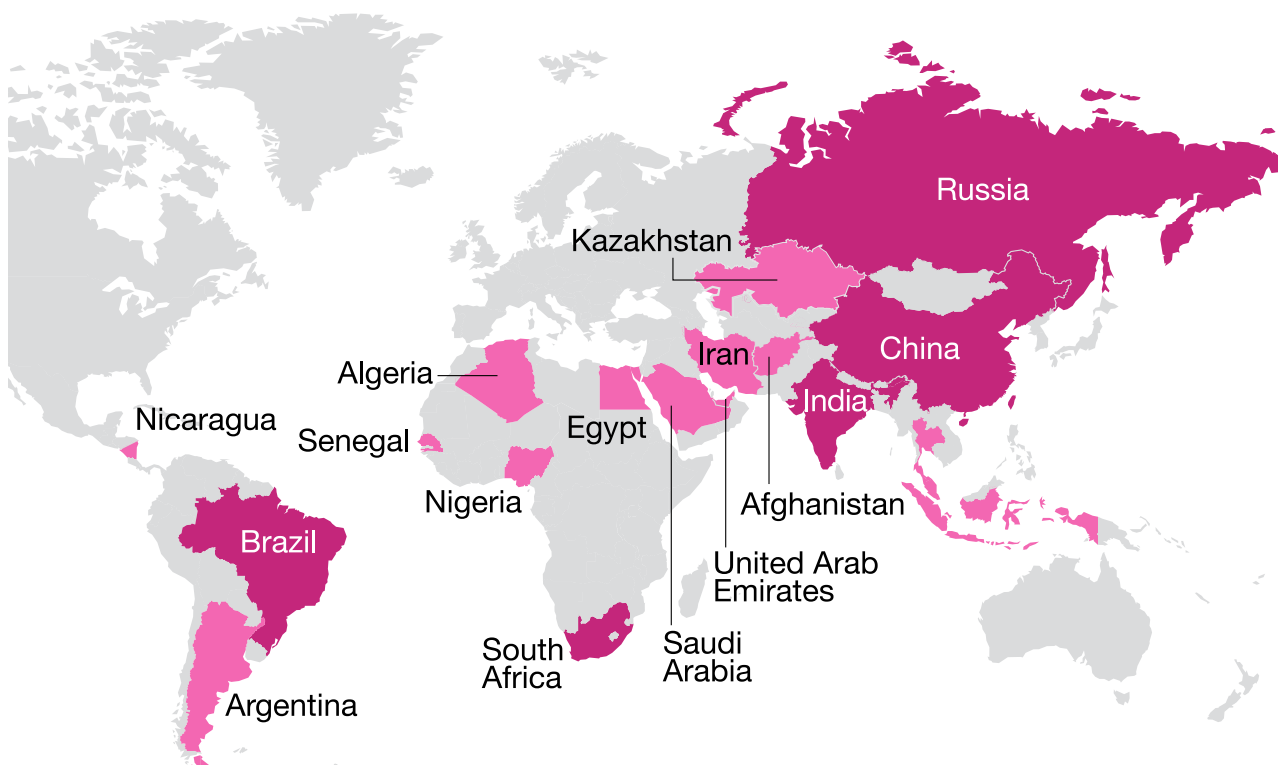 Russia
Kazakhstan
China
Iran
Algeria
India
Nicaragua
Egypt
Senegal
Nigeria
Afghanistan
Brazil
United Arab
Emirates
South
Africa
Saudi
Arabia
Argentina